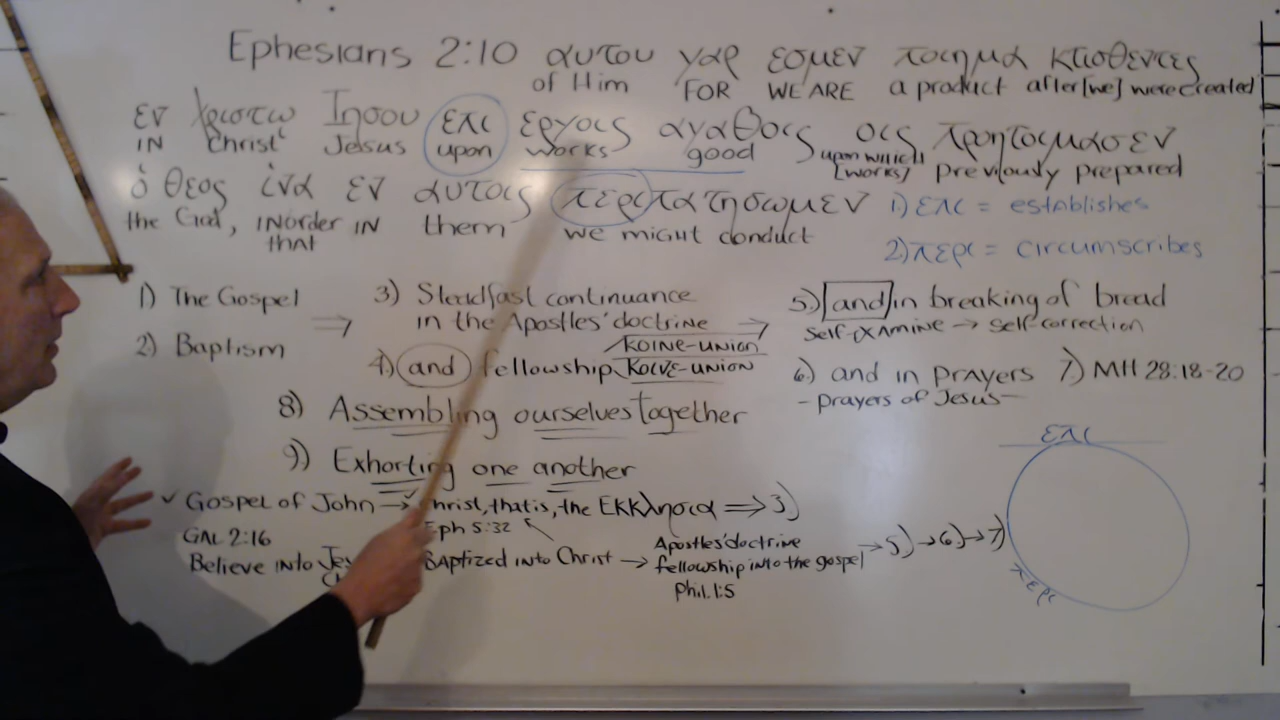 Ephesians 2:10 αυτου γαρ εσμεν ποιημα κτισθεντες
of Him FOR WE ARE a product after [we] were created
εν χριστω Ιησου επι εργοις αγαθοις οις προητοιμασεν
IN Christ Jesus upon works good upon which [works] previously prepared
ὁ θεος ἱνα εν αυτοις περιπατησωμεν 1) επι = establishes
the God, INORDER that IN them we might conduct
2) περι = circumscribes
1) The Gospel
2) Baptism
⇒
3) Steadfast continuance
in the Apostles' doctrine →
KOINE-UNION
4) and fellowship ΚΟΙΝΕ-UNION
5) and in breaking of bread
self-examine → self-correction
6) and in prayers 7) Mtt 28:18-20
- prayers of Jesus -
8) Assembling ourselves together
9) Exhorting one another
✓ Gospel of John → ✓ Christ, that is, the ΕΚΚλησια ⇒ 3)
GAL 2:16 Eph 5:32
Believe INTO BAptized INto Christ → Apostles' doctrine
fellowship into the gospel → 5) → 6) → 7)
Phil. 1:5
επι
περι